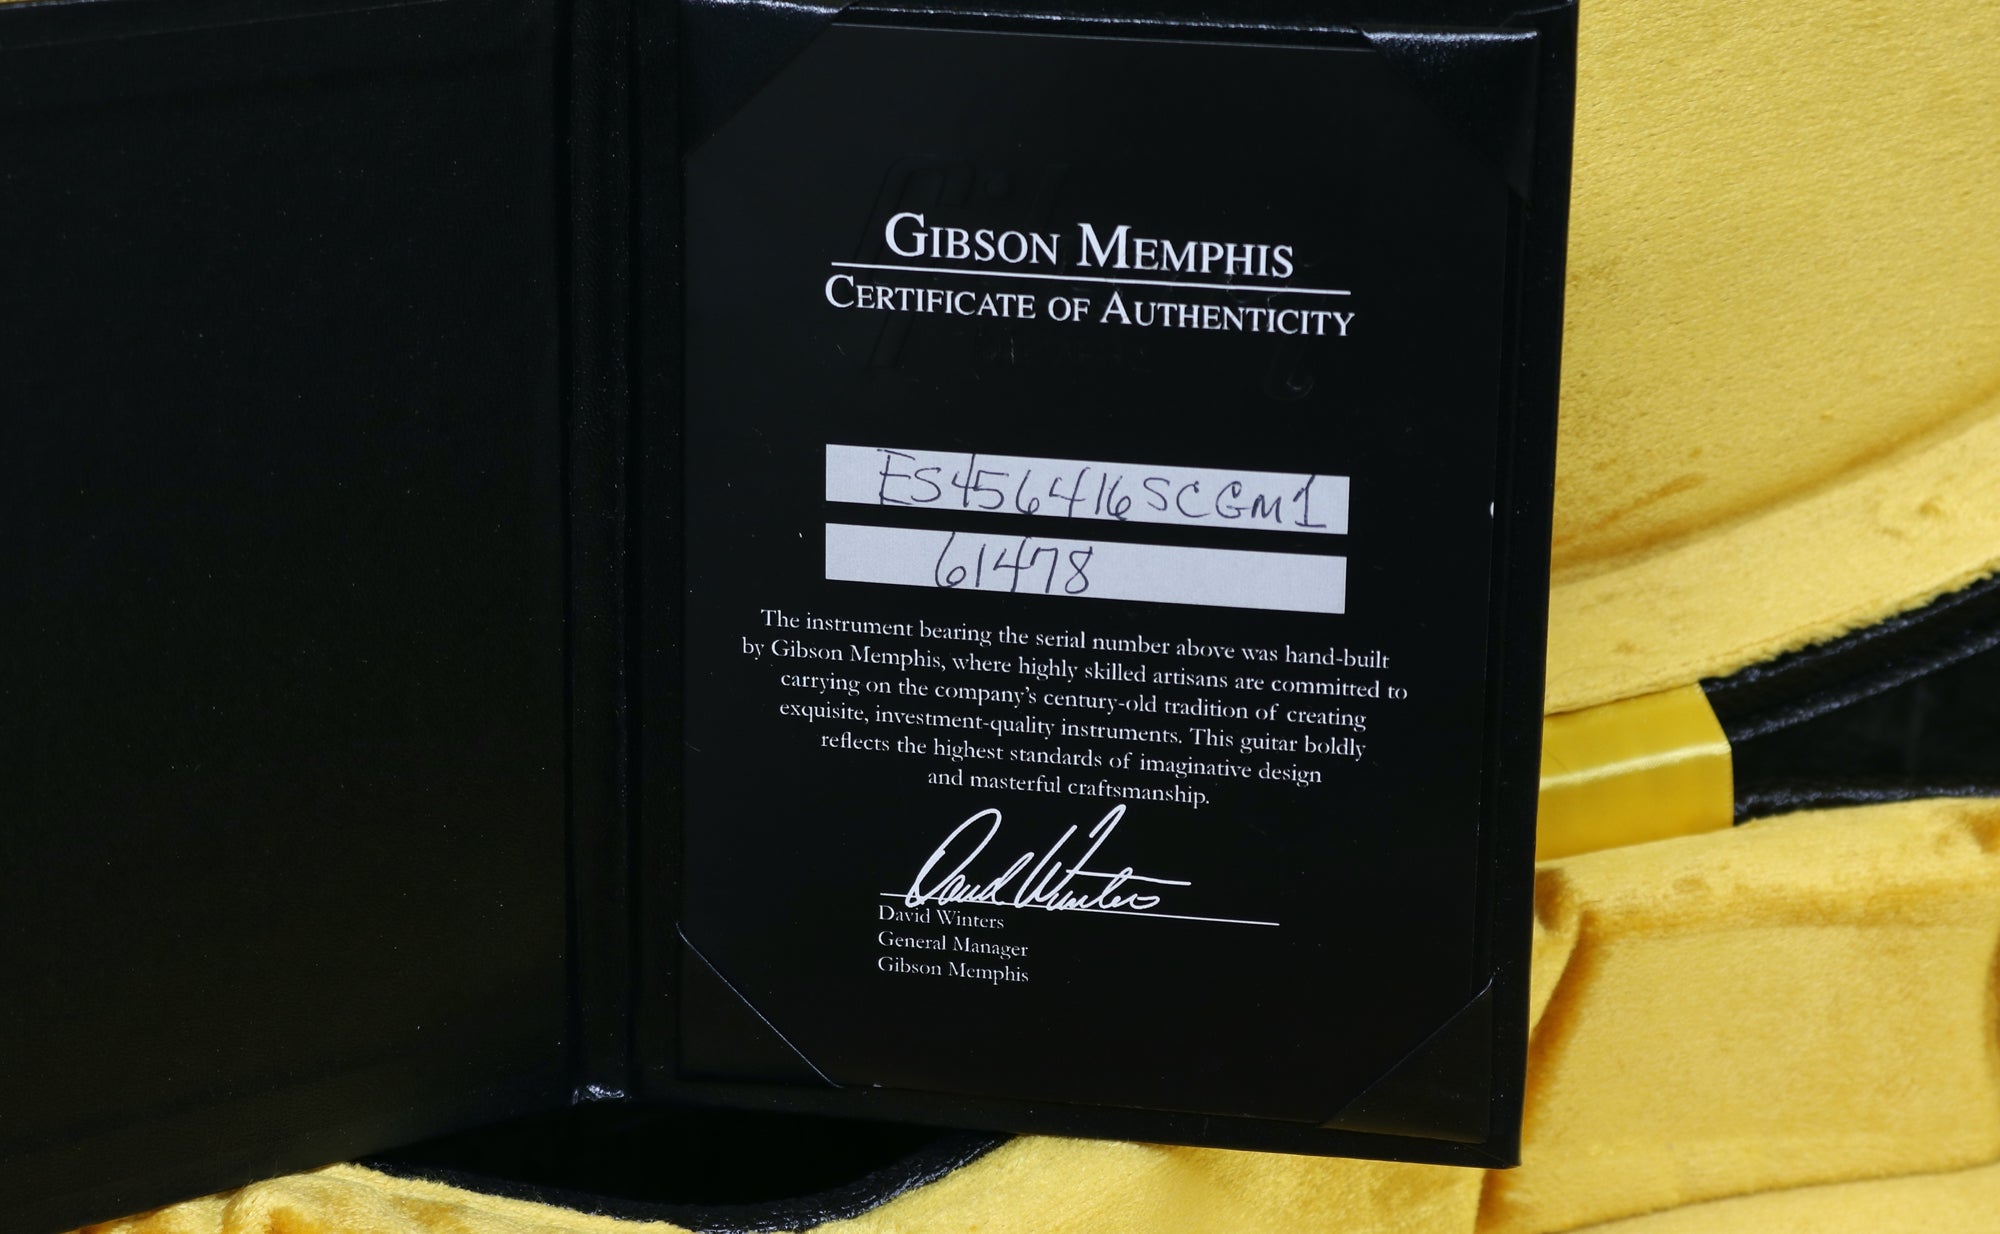 GIBSON MEMPHIS
CERTIFICATE OF AUTHENTICITY
ES456416SCGM1
61478
The instrument bearing the serial number above was hand-built
by Gibson Memphis, where highly skilled artisans are committed to
carrying on the company's century-old tradition of creating
exquisite, investment-quality instruments. This guitar boldly
reflects the highest standards of imaginative design
and masterful craftsmanship.
David Winters
David Winters
General Manager
Gibson Memphis